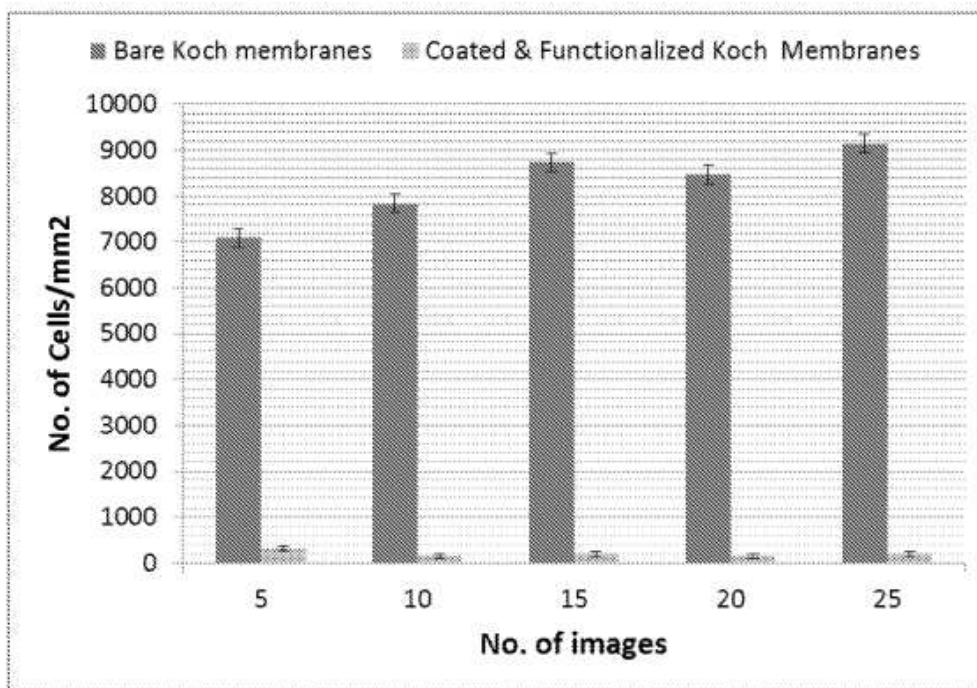 Bare Koch membranes Coated & Functionalized Koch Membranes
No. of Cells/mm2
10000
9000
8000
7000
6000
5000
4000
3000
2000
1000
0
5 10 15 20 25
No. of images